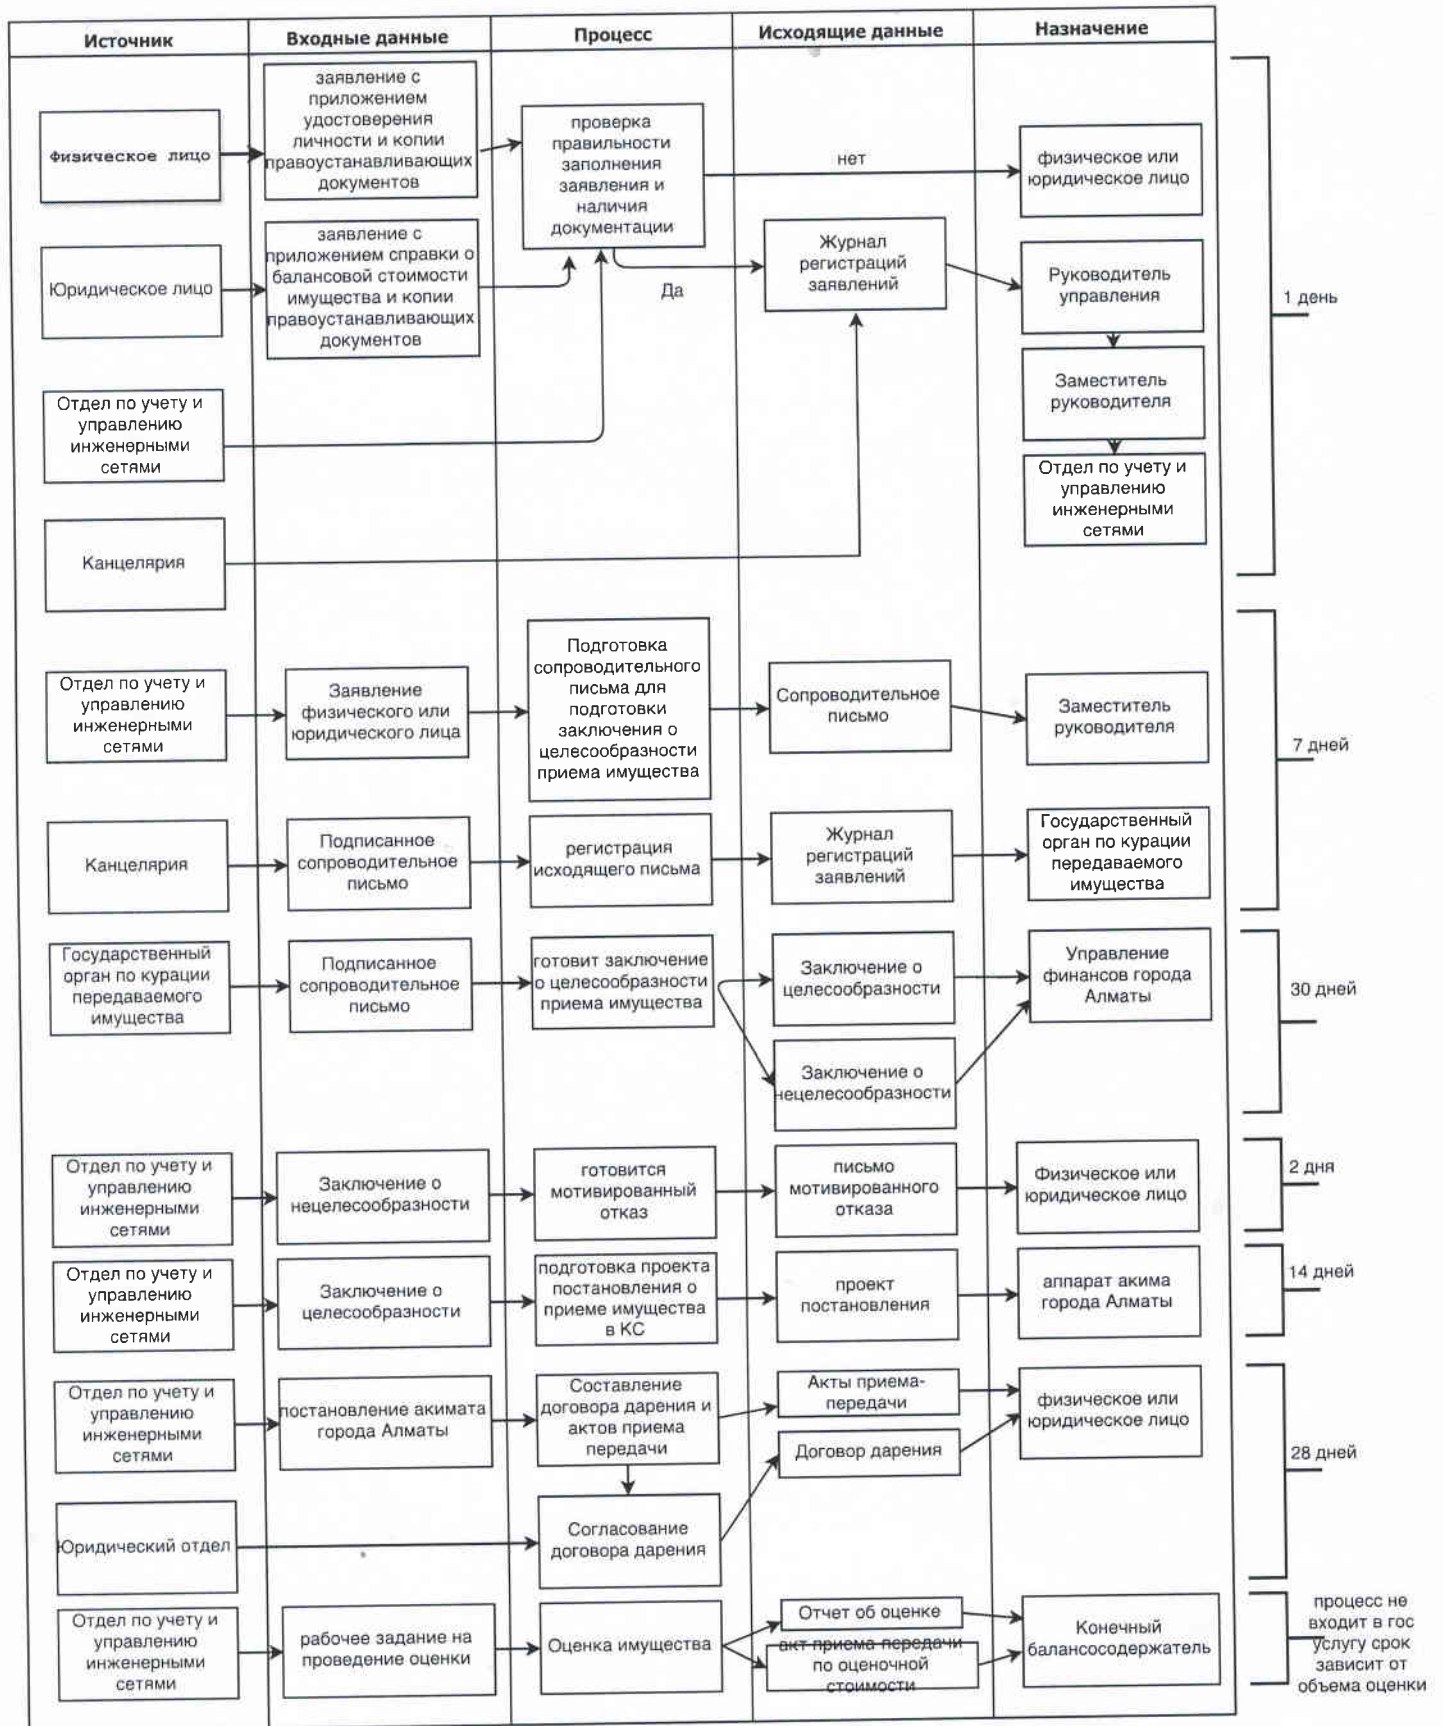 Источник
Входные данные
Процесс
Исходящие данные
Назначение
Физическое лицо
заявление с
приложением
удостоверения
личности и копии
правоустанавливающих
документов
проверка
правильности
заполнения
заявления и
наличия
документации
нет
физическое или
юридическое лицо
Юридическое лицо
заявление с
приложением справки о
балансовой стоимости
имущества и копии
правоустанавливающих
документов
Да
Журнал
регистраций
заявлений
Руководитель
управления
1 день
Заместитель
руководителя
Отдел по учету и
управлению
инженерными
сетями
Отдел по учету и
управлению
инженерными
сетями
Канцелярия
Отдел по учету и
управлению
инженерными
сетями
Заявление
физического или
юридического лица
Подготовка
сопроводительного
письма для
подготовки
заключения о
целесообразности
приема имущества
Сопроводительное
письмо
Заместитель
руководителя
7 дней
Канцелярия
Подписанное
сопроводительное
письмо
регистрация
исходящего письма
Журнал
регистраций
заявлений
Государственный
орган по курации
передаваемого
имущества
Государственный
орган по курации
передаваемого
имущества
Подписанное
сопроводительное
письмо
готовит заключение
о целесообразности
приема имущества
Заключение о
целесообразности
Управление
финансов города
Алматы
30 дней
Заключение о
нецелесообразности
Отдел по учету и
управлению
инженерными
сетями
Заключение о
нецелесообразности
готовится
мотивированный
отказ
письмо
мотивированного
отказа
Физическое или
юридическое лицо
2 дня
Отдел по учету и
управлению
инженерными
сетями
Заключение о
целесообразности
подготовка проекта
постановления о
приеме имущества
в КС
проект
постановления
аппарат акима
города Алматы
14 дней
Отдел по учету и
управлению
инженерными
сетями
постановление акимата
города Алматы
Составление
договора дарения и
актов приема
передачи
Акты приема-
передачи
Договор дарения
физическое или
юридическое лицо
28 дней
Юридический отдел
Согласование
договора дарения
Отдел по учету и
управлению
инженерными
сетями
рабочее задание на
проведение оценки
Оценка имущества
Отчет об оценке
акт приема передачи
по оценочной
стоимости
Конечный
балансосодержатель
процесс не
входит в гос
услугу срок
зависит от
объема оценки